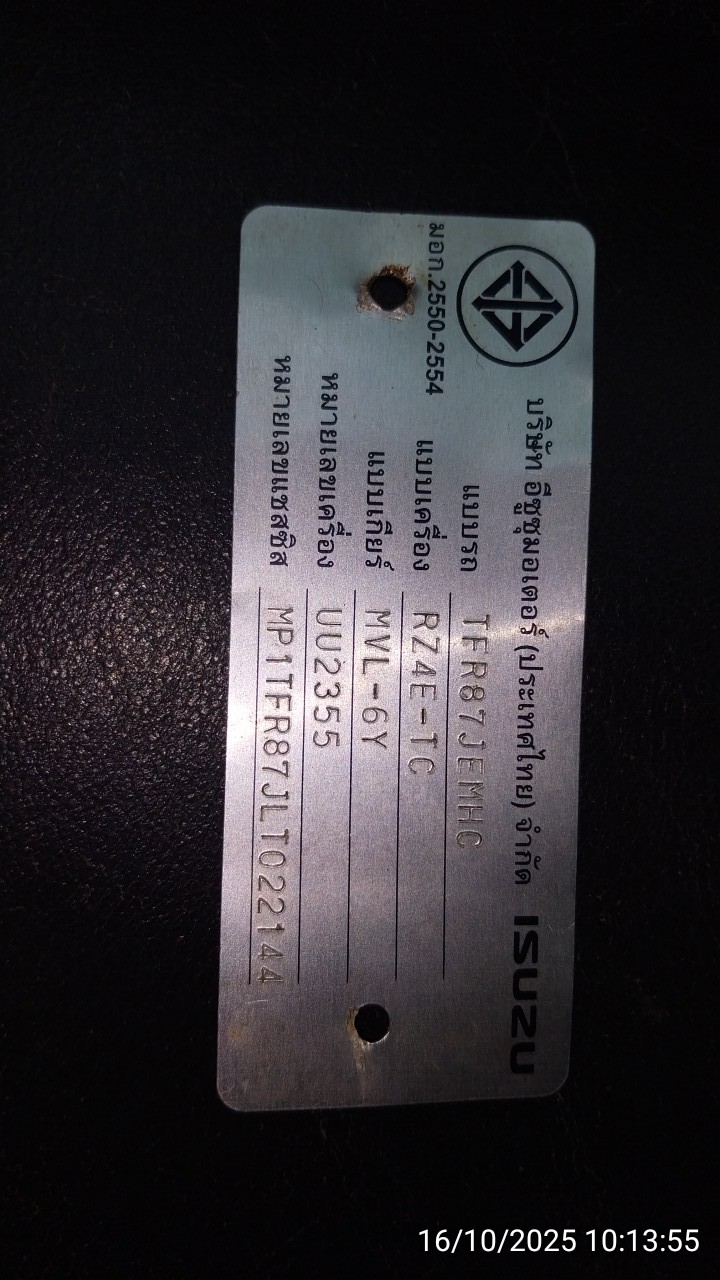 บริษัท อีซูซุมอเตอร์ (ประเทศไทย) จำกัด ISUZU
มอก.2550-2554
แบบรถ TFR87JEMHC
แบบเครื่อง RZ4E-TC
แบบเกียร์ MVL-6Y
หมายเลขเครื่อง UU2355
หมายเลขแชสซิส MP1TFR87JLT022144
16/10/2025 10:13:55